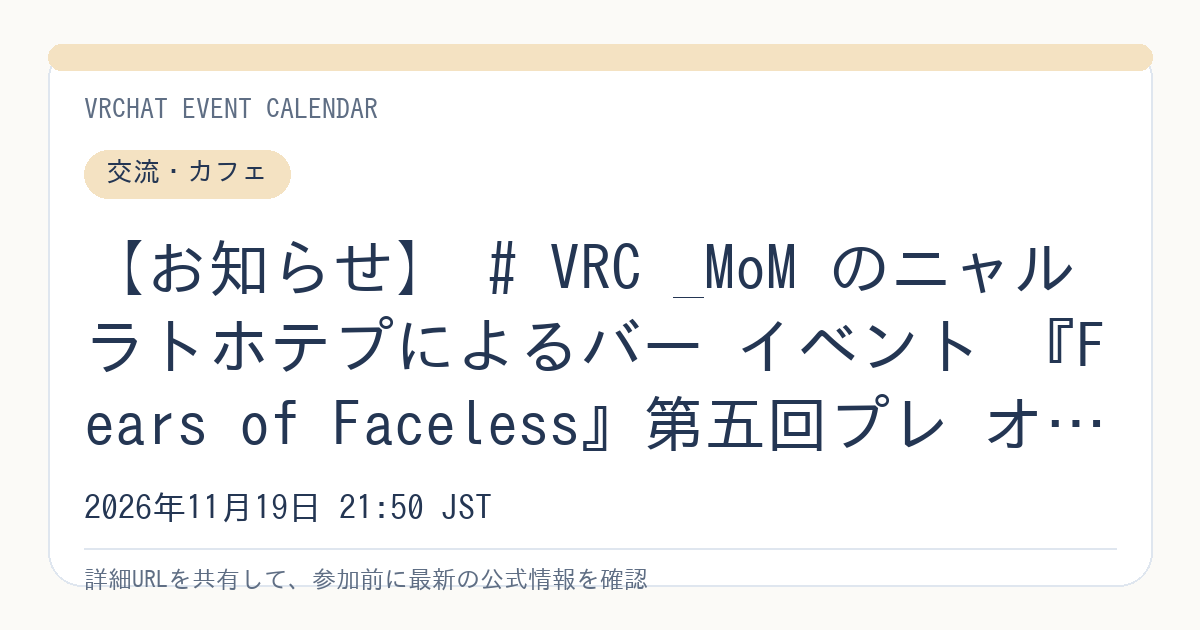 VRCHAT EVENT CALENDAR
交流・カフェ
【お知らせ】 # VRC _MoM のニャル
ラトホテプによるバー イベント 『F
ears of Faceless』第五回プレ オ…
2026年11月19日 21:50 JST
詳細URLを共有して、参加前に最新の公式情報を確認